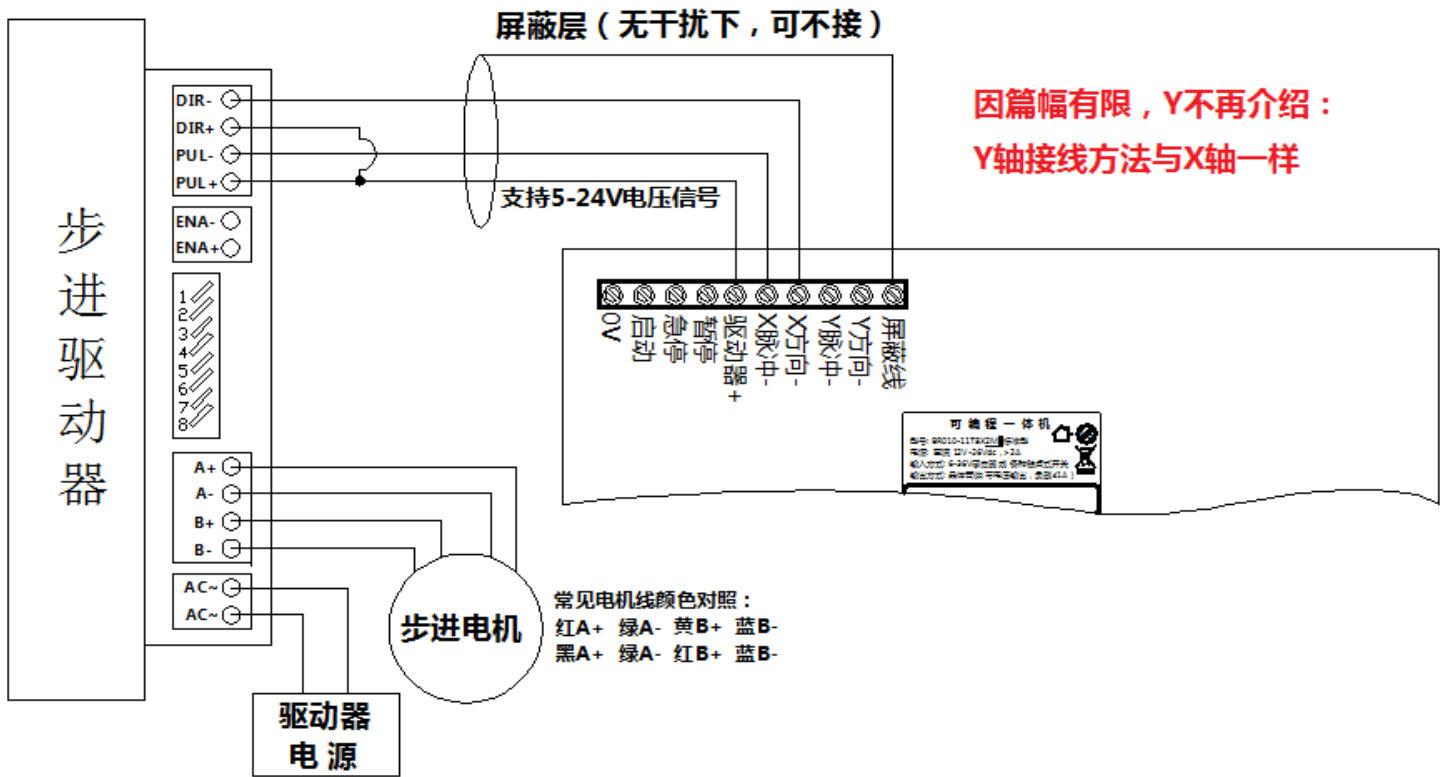 屏蔽层（无干扰下，可不接）
因篇幅有限，Y不再介绍：
Y轴接线方法与X轴一样
步进驱动器
DIR-
DIR+
PUL-
PUL+
支持5-24V电压信号
ENA-
ENA+
1
2
3
4
5
6
7
8
0V
启动
急停
暂停
驱动器+
X脉冲-
X方向-
Y脉冲-
Y方向-
屏蔽线
可编程一体机
A+
A-
B+
B-
AC~
AC~
步进电机
常见电机线颜色对照：
红A+ 绿A- 黄B+ 蓝B-
黑A+ 绿A- 红B+ 蓝B-
驱动器
电源